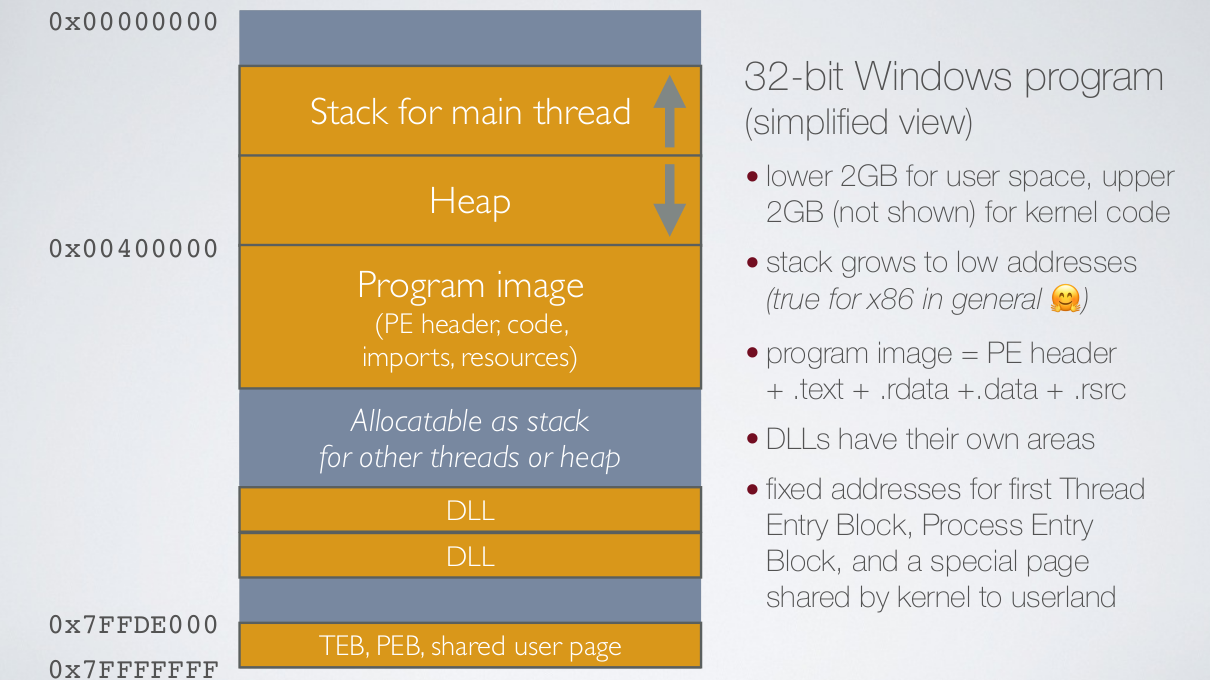 0x00000000
Stack for main thread
Heap
0x00400000
Program image
(PE header, code,
imports, resources)
Allocatable as stack
for other threads or heap
DLL
DLL
0x7FFDE000
TEB, PEB, shared user page
0x7FFFFFFF
32-bit Windows program
(simplified view)
• lower 2GB for user space, upper
2GB (not shown) for kernel code
• stack grows to low addresses
(true for x86 in general 🤗)
• program image = PE header
+ .text + .rdata +.data + .rsrc
• DLLs have their own areas
• fixed addresses for first Thread
Entry Block, Process Entry
Block, and a special page
shared by kernel to userland